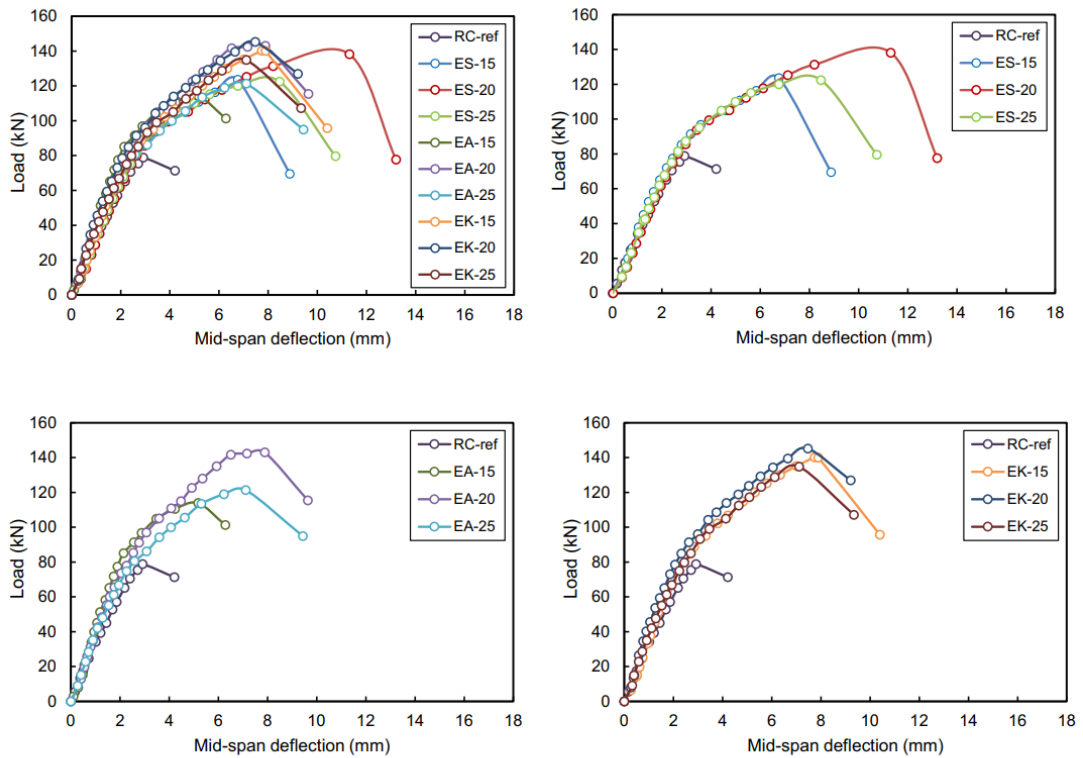 160
140
120
100
80
60
40
20
0
Load (kN)
0 2 4 6 8 10 12 14 16 18
Mid-span deflection (mm)
RC-ref
ES-15
ES-20
ES-25
EA-15
EA-20
EA-25
EK-15
EK-20
EK-25
160
140
120
100
80
60
40
20
0
Load (kN)
0 2 4 6 8 10 12 14 16 18
Mid-span deflection (mm)
RC-ref
ES-15
ES-20
ES-25
160
140
120
100
80
60
40
20
0
Load (kN)
0 2 4 6 8 10 12 14 16 18
Mid-span deflection (mm)
RC-ref
EA-15
EA-20
EA-25
160
140
120
100
80
60
40
20
0
Load (kN)
0 2 4 6 8 10 12 14 16 18
Mid-span deflection (mm)
RC-ref
EK-15
EK-20
EK-25